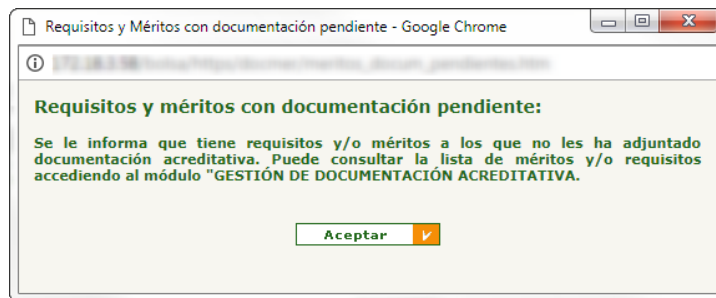 Requisitos y Méritos con documentación pendiente - Google Chrome
Requisitos y méritos con documentación pendiente:
Se le informa que tiene requisitos y/o méritos a los que no les ha adjuntado
documentación acreditativa. Puede consultar la lista de méritos y/o requisitos
accediendo al módulo "GESTIÓN DE DOCUMENTACIÓN ACREDITATIVA.
Aceptar